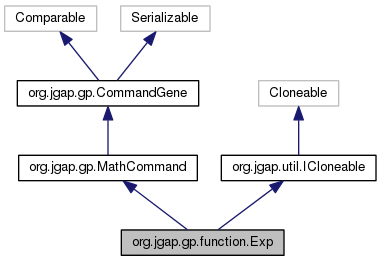 Comparable
Serializable
org.jgap.gp.CommandGene
Cloneable
org.jgap.gp.MathCommand
org.jgap.util.ICloneable
org.jgap.gp.function.Exp